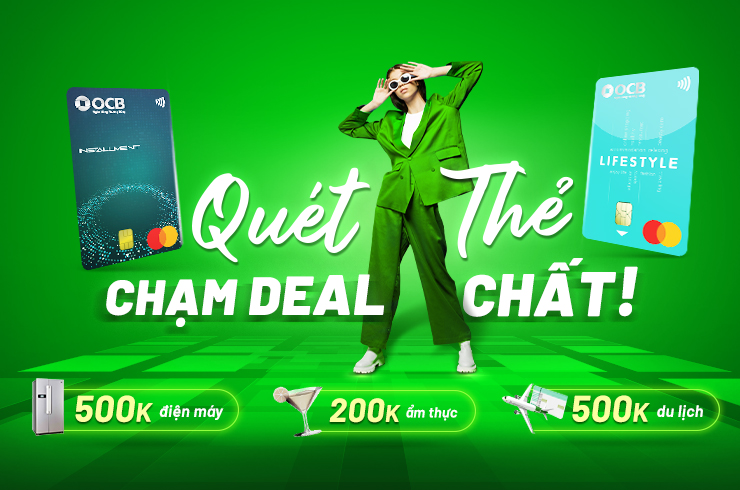 OCB
INSTALLMENT
OCB
LIFESTYLE
Quét Thẻ
CHẠM DEAL CHẤT!
500K điện máy
200K ẩm thực
500K du lịch